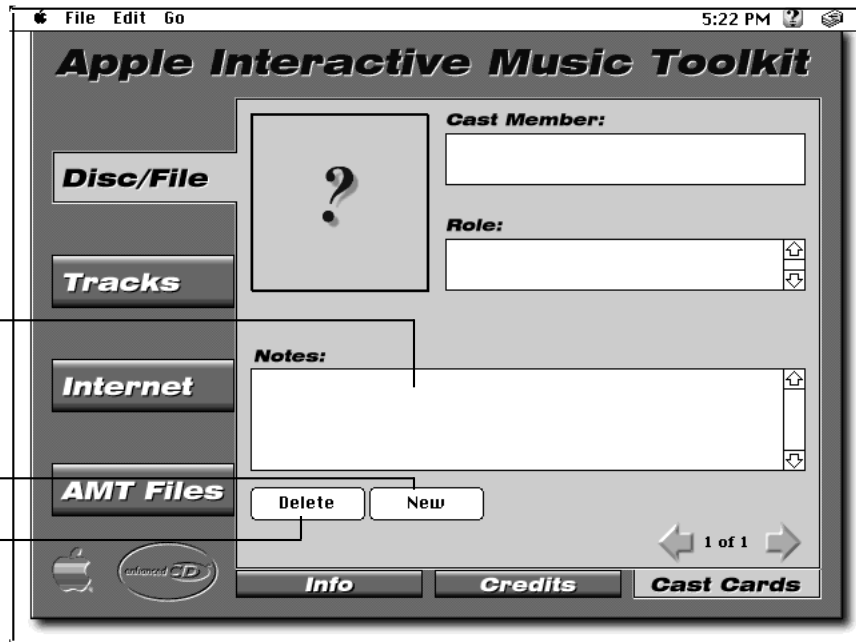 File Edit Go 5:22 PM
Apple Interactive Music Toolkit
Cast Member:
Disc/File
?
Role:
Tracks
Notes:
Internet
AMT Files
Delete New
1 of 1
enhanced CD
Info Credits Cast Cards